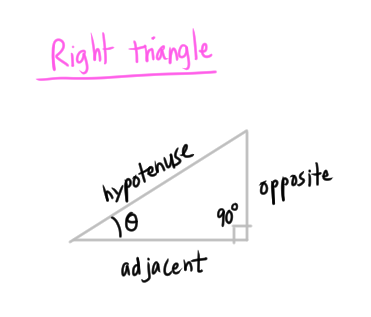 Right triangle
hypotenuse
opposite
90°
θ
adjacent